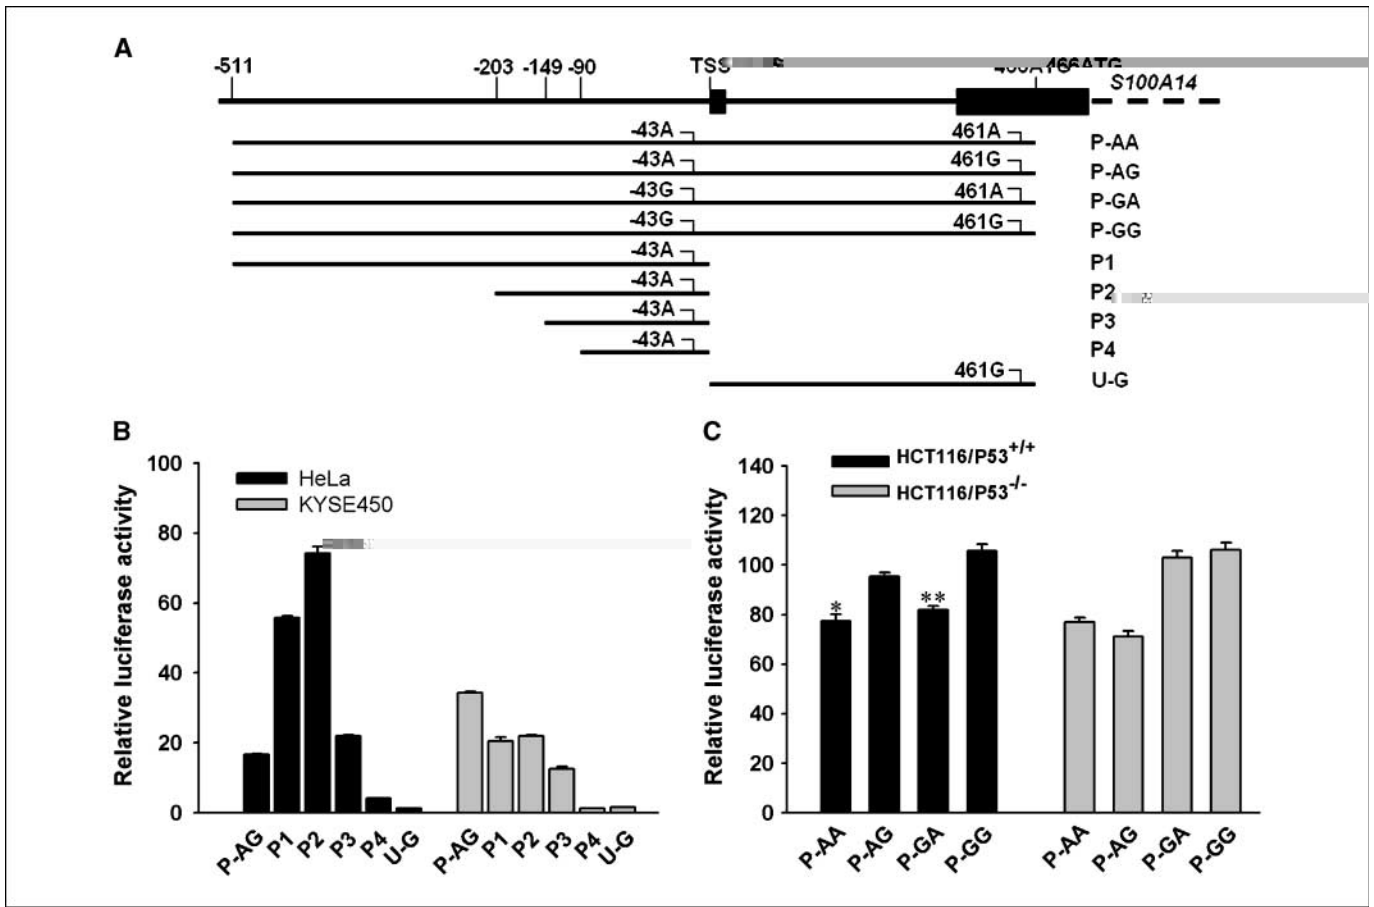 A
-511 -203 -149 -90 TSS 466ATG
S100A14
-43A 461A P-AA
-43A 461G P-AG
-43G 461A P-GA
-43G 461G P-GG
-43A P1
-43A P2
-43A P3
-43A P4
461G U-G
B
Relative luciferase activity
100
80
60
40
20
0
HeLa
KYSE450
P-AG P1 P2 P3 P4 U-G P-AG P1 P2 P3 P4 U-G
C
Relative luciferase activity
140
120
100
80
60
40
20
0
HCT116/P53+/+
HCT116/P53-/-
* **
P-AA P-AG P-GA P-GG P-AA P-AG P-GA P-GG